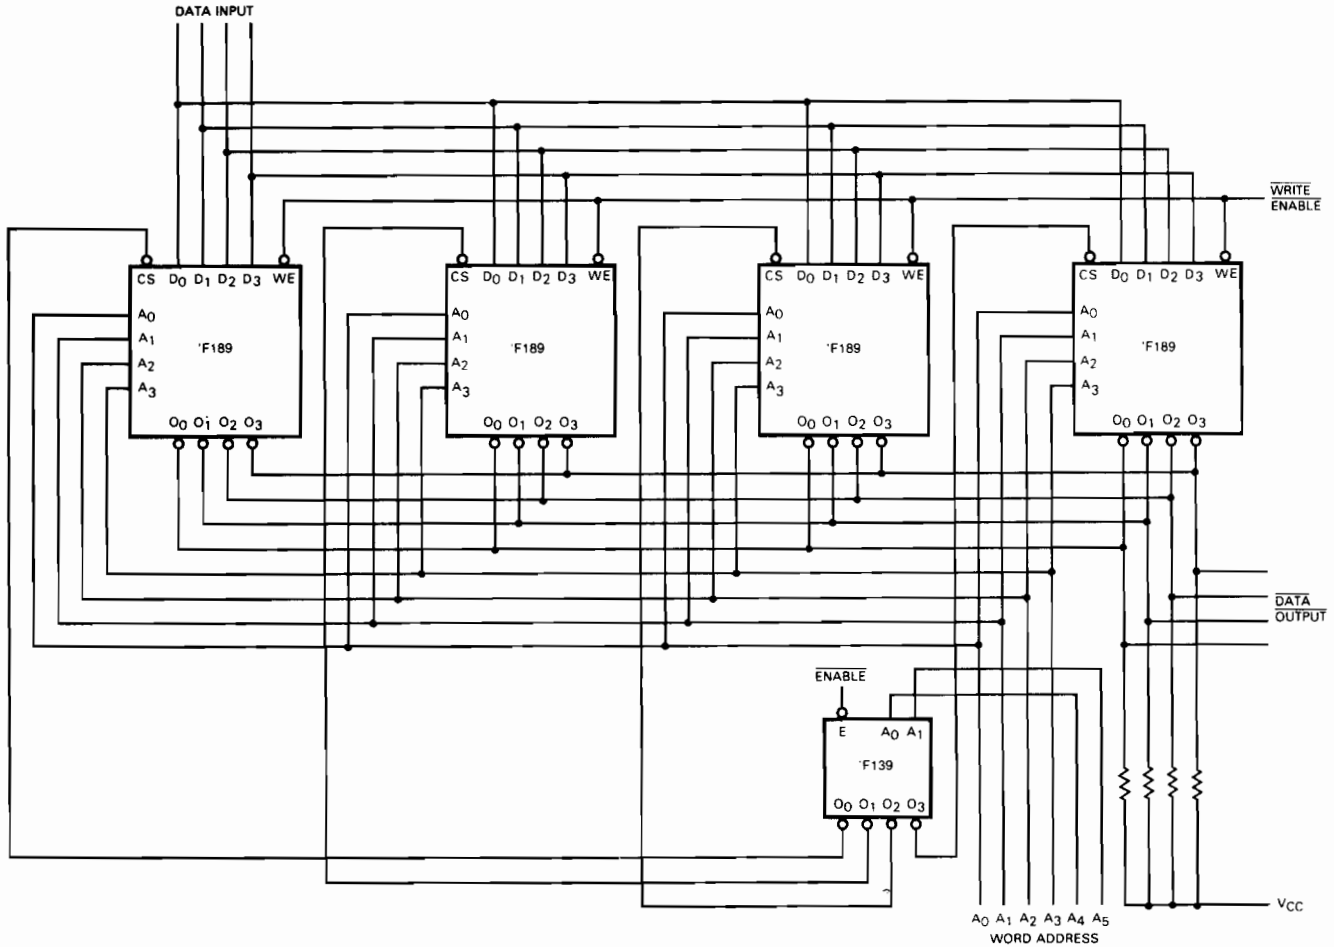 DATA INPUT
WRITE
ENABLE
CS D0 D1 D2 D3 WE
A0
A1
'F189
A2
A3
O0 O1 O2 O3
CS D0 D1 D2 D3 WE
A0
A1
'F189
A2
A3
O0 O1 O2 O3
CS D0 D1 D2 D3 WE
A0
A1
'F189
A2
A3
O0 O1 O2 O3
CS D0 D1 D2 D3 WE
A0
A1
'F189
A2
A3
O0 O1 O2 O3
DATA
OUTPUT
ENABLE
E A0 A1
'F139
O0 O1 O2 O3
VCC
A0 A1 A2 A3 A4 A5
WORD ADDRESS